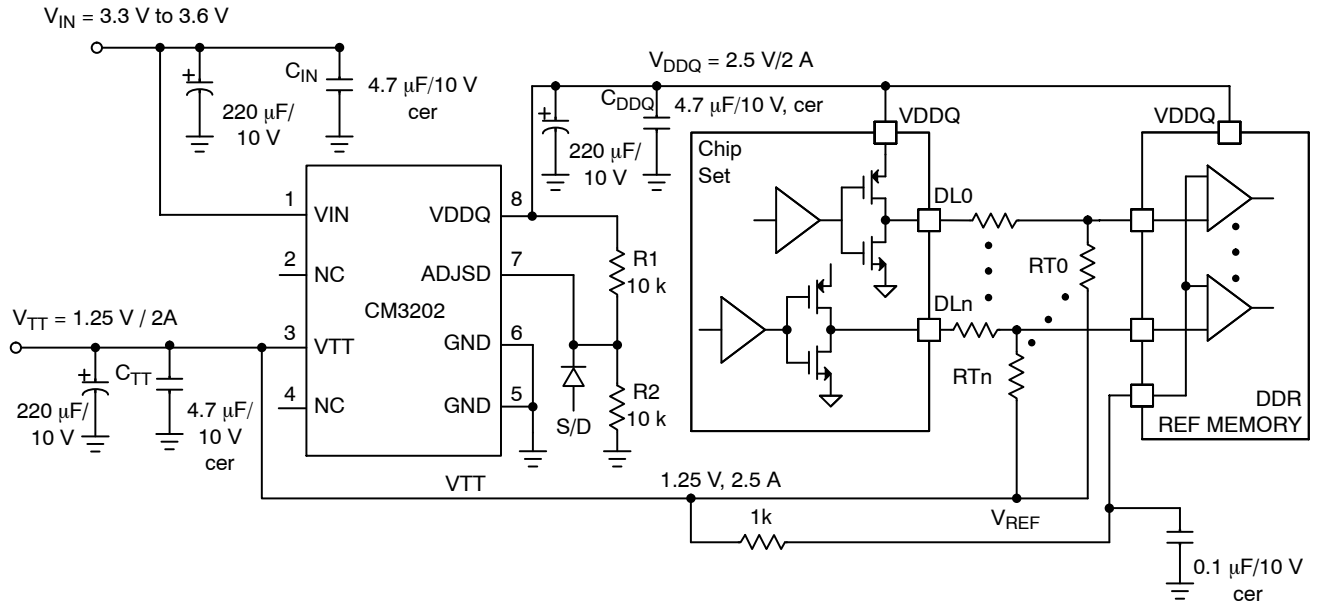 V_IN = 3.3 V to 3.6 V
+
220 μF/
10 V
C_IN
4.7 μF/10 V
cer
V_DDQ = 2.5 V/2 A
+
220 μF/
10 V
C_DDQ
4.7 μF/10 V, cer
VDDQ
VDDQ
Chip
Set
1
VIN
VDDQ
8
2
NC
ADJSD
7
CM3202
3
VTT
GND
6
4
NC
GND
5
R1
10 k
R2
10 k
S/D
DL0
DLn
RT0
RTn
DDR
REF MEMORY
V_TT = 1.25 V / 2A
+
220 μF/
10 V
C_TT
4.7 μF/
10 V
cer
VTT
1.25 V, 2.5 A
1k
V_REF
0.1 μF/10 V
cer